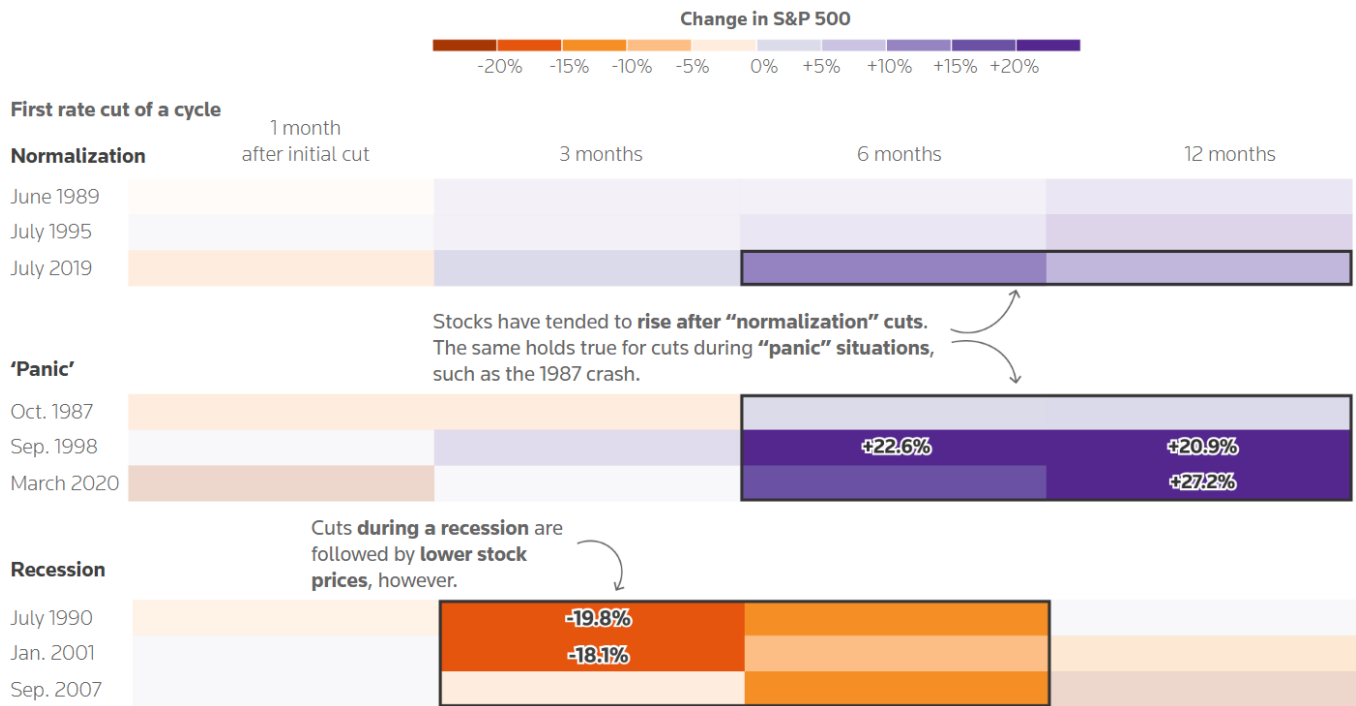 Change in S&P 500
-20% -15% -10% -5% 0% +5% +10% +15% +20%
First rate cut of a cycle
1 month
after initial cut
Normalization 3 months 6 months 12 months
June 1989
July 1995
July 2019
Stocks have tended to rise after “normalization” cuts.
The same holds true for cuts during “panic” situations,
such as the 1987 crash.
‘Panic’
Oct. 1987
Sep. 1998 +22.6% +20.9%
March 2020 +27.2%
Cuts during a recession are
followed by lower stock
prices, however.
Recession
July 1990 -19.8%
Jan. 2001 -18.1%
Sep. 2007